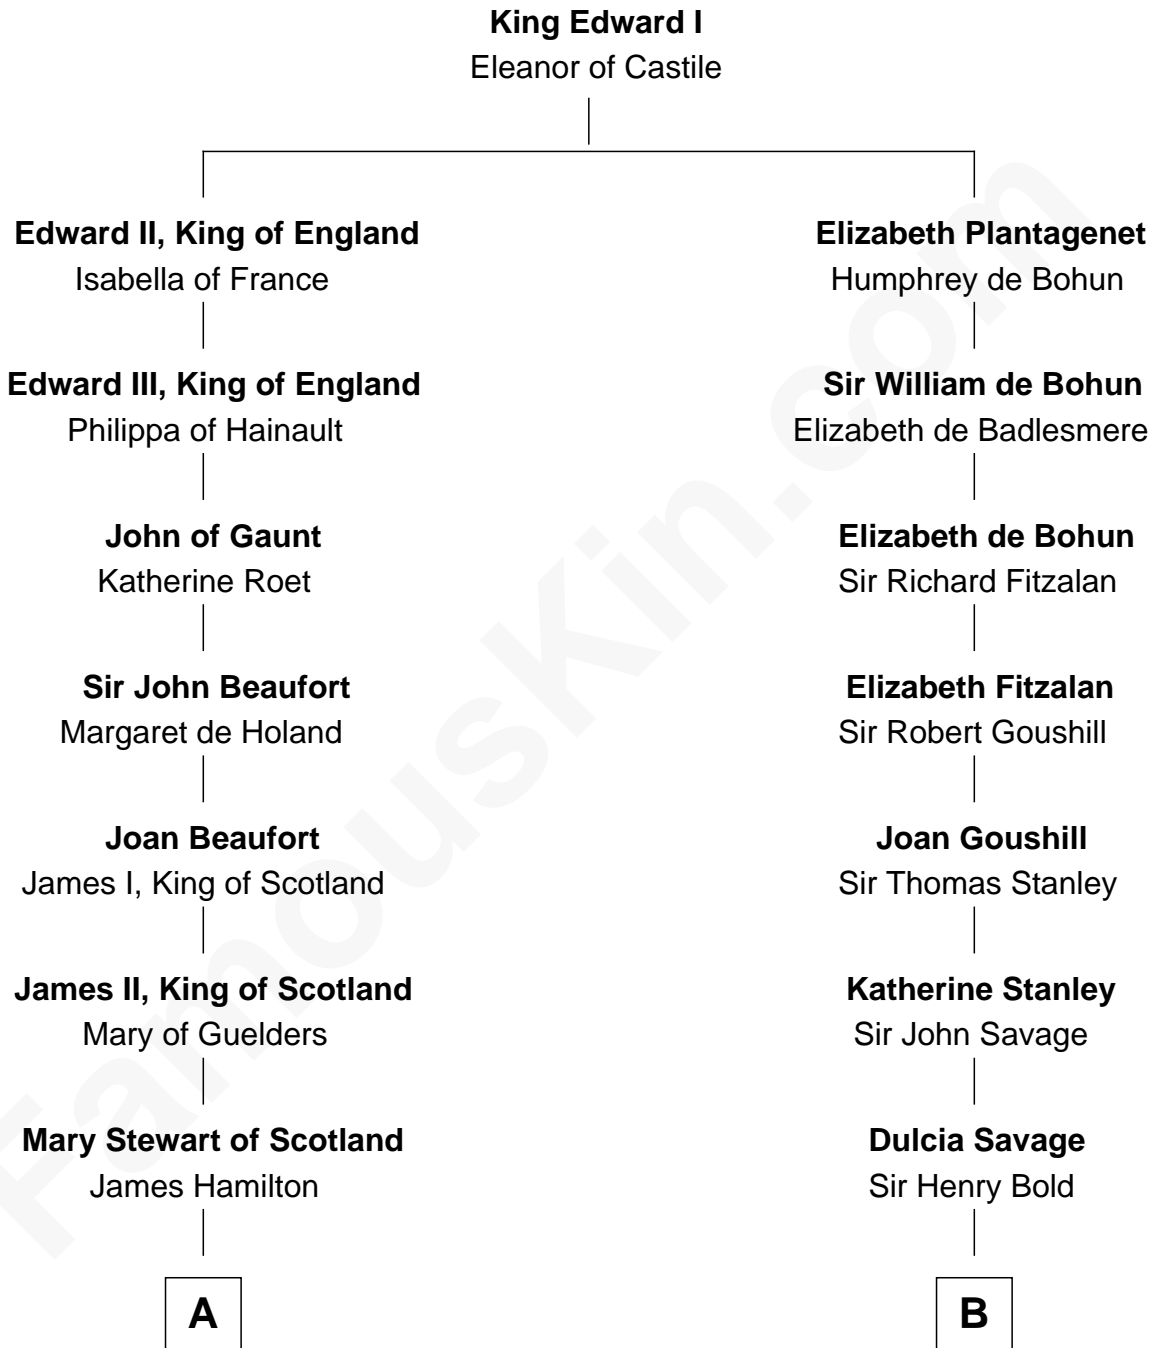 King Edward I
Eleanor of Castile
Edward II, King of England
Isabella of France
Elizabeth Plantagenet
Humphrey de Bohun
Edward III, King of England
Philippa of Hainault
Sir William de Bohun
Elizabeth de Badlesmere
John of Gaunt
Katherine Roet
Elizabeth de Bohun
Sir Richard Fitzalan
Sir John Beaufort
Margaret de Holand
Elizabeth Fitzalan
Sir Robert Goushill
Joan Beaufort
James I, King of Scotland
Joan Goushill
Sir Thomas Stanley
James II, King of Scotland
Mary of Guelders
Katherine Stanley
Sir John Savage
Mary Stewart of Scotland
James Hamilton
Dulcia Savage
Sir Henry Bold
A
B
FamousKin.com